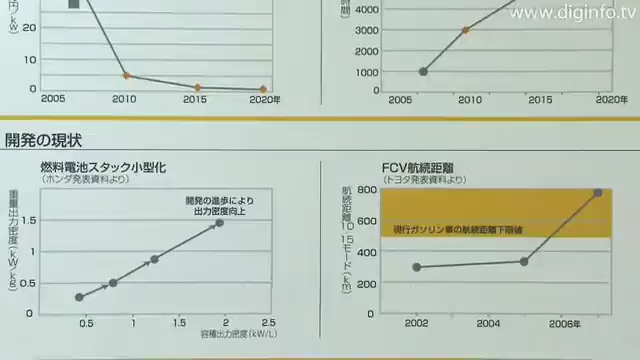 www.diginfo.tv
円/kW
20
10
0
2005
2010
2015
2020年
時間
4000
3000
2000
1000
2005
2010
2015
2020年
開発の現状
燃料電池スタック小型化
(ホンダ発表資料より)
重量出力密度(kW/kg)
1.5
1
0.5
0
開発の進歩により
出力密度向上
0.5
1
1.5
2
2.5
容積出力密度(kW/L)
FCV航続距離
(トヨタ発表資料より)
航続距離10・15モード(km)
800
600
400
200
0
現行ガソリン車の航続距離下限値
2002
2004
2006年